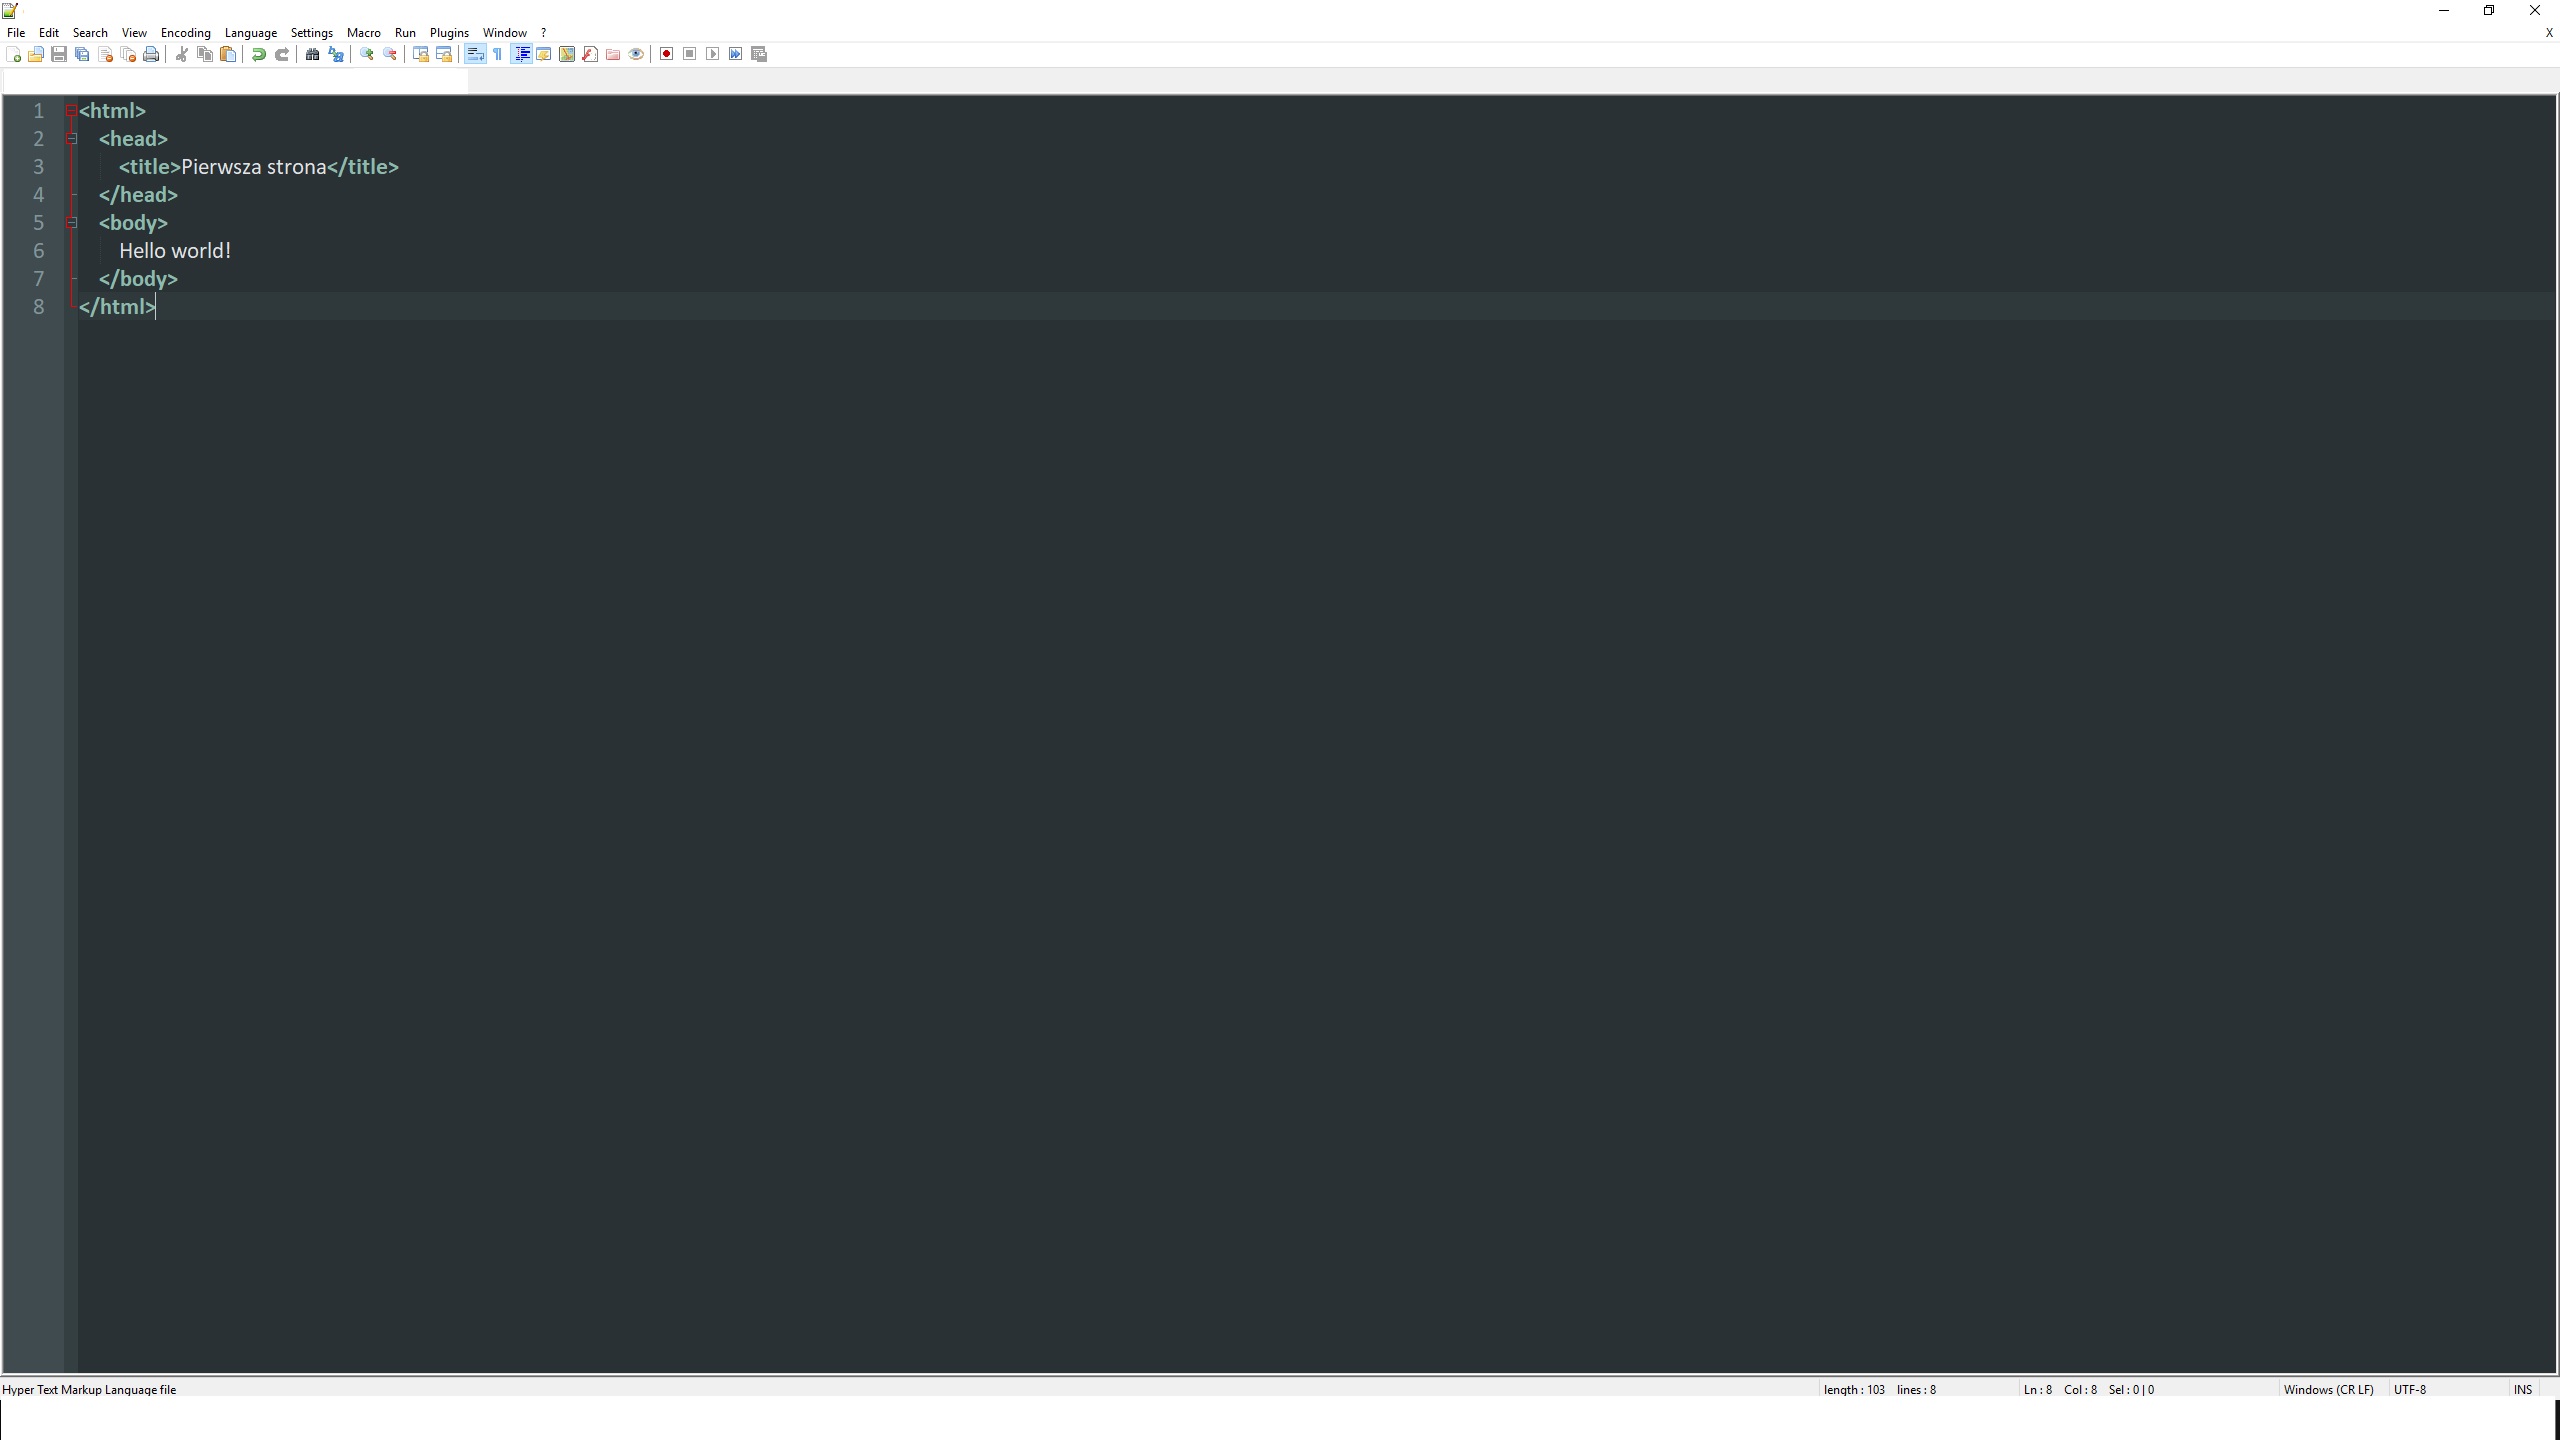 File Edit Search View Encoding Language Settings Macro Run Plugins Window ? X
1 <html>
2 <head>
3 <title>Pierwsza strona</title>
4 </head>
5 <body>
6 Hello world!
7 </body>
8 </html>
Hyper Text Markup Language file length : 103 lines : 8 Ln : 8 Col : 8 Sel : 0 | 0 Windows (CR LF) UTF-8 INS